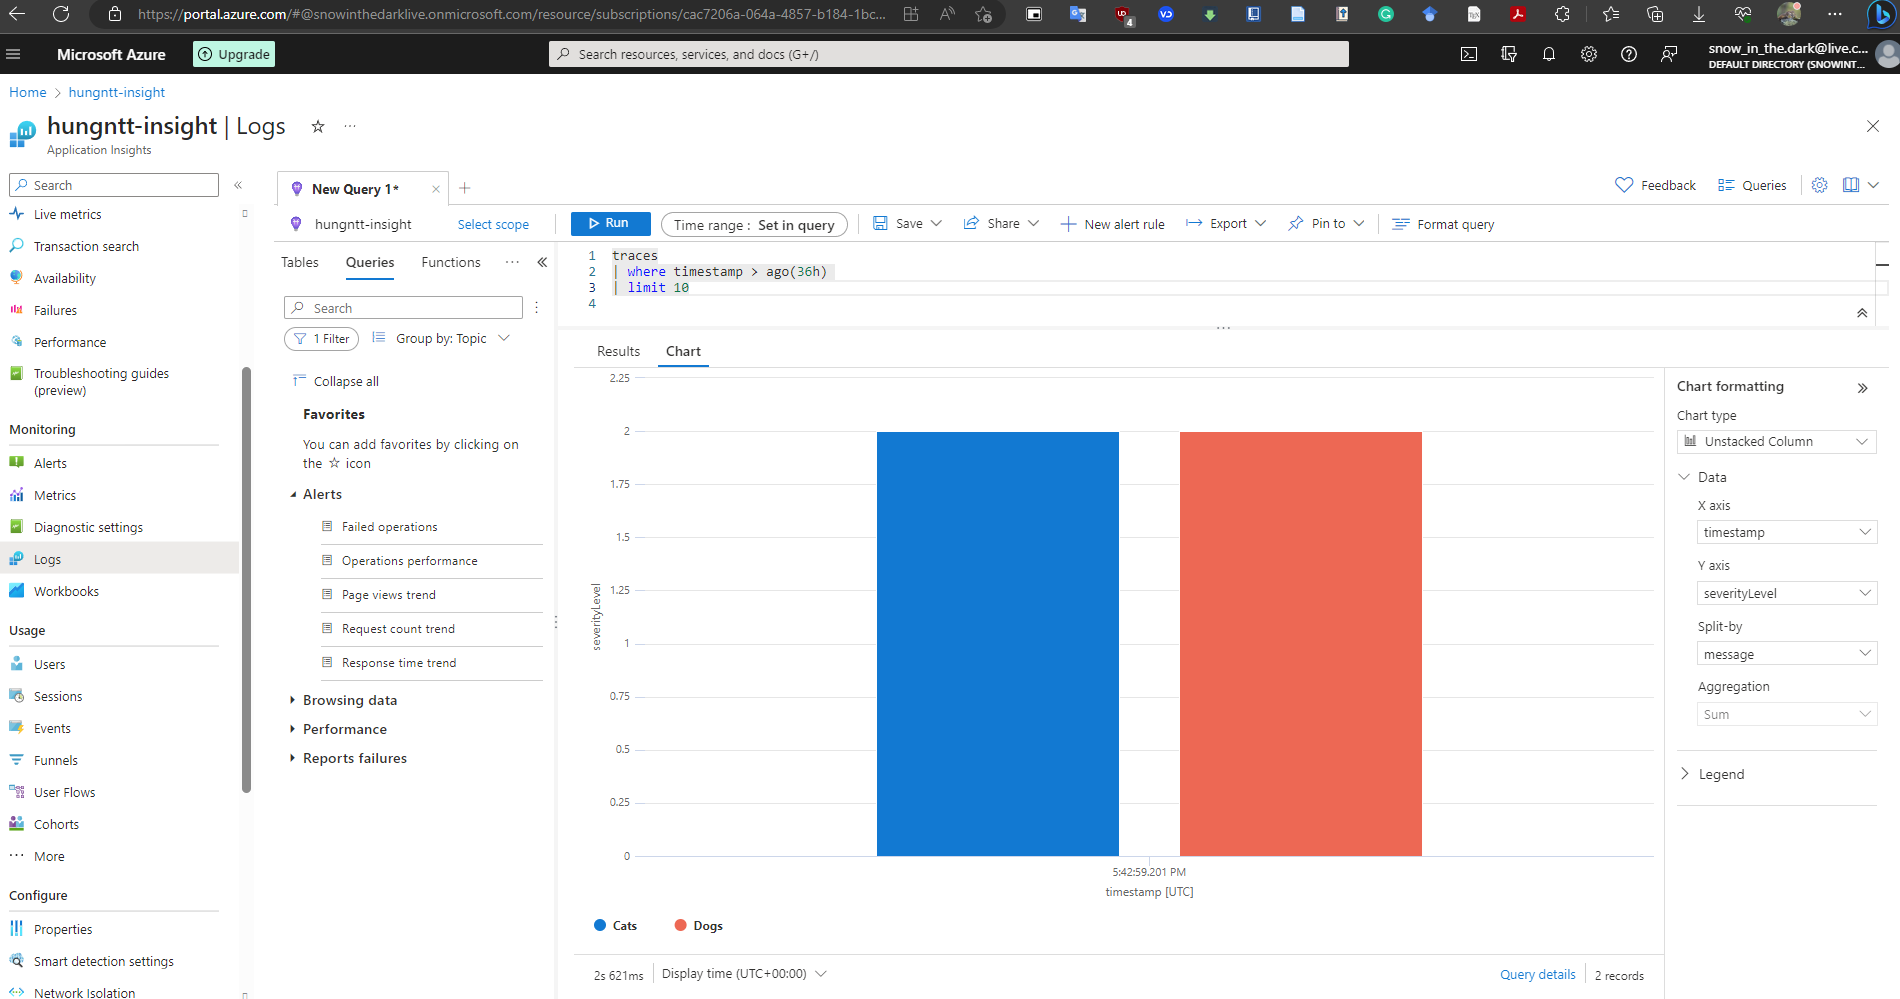 https://portal.azure.com/#@snowinthedarklive.onmicrosoft.com/resource/subscriptions/cac7206a-064a-4857-b184-1bc...
4
Microsoft Azure
Upgrade
Search resources, services, and docs (G+/)
snow_in_the.dark@live.c...
DEFAULT DIRECTORY (SNOWINT...
Home > hungntt-insight
hungntt-insight | Logs
Application Insights
Search
Live metrics
Transaction search
Availability
Failures
Performance
Troubleshooting guides
(preview)
Monitoring
Alerts
Metrics
Diagnostic settings
Logs
Workbooks
Usage
Users
Sessions
Events
Funnels
User Flows
Cohorts
More
Configure
Properties
Smart detection settings
Network Isolation
New Query 1*
Feedback
Queries
hungntt-insight
Select scope
Run
Time range : Set in query
Save
Share
New alert rule
Export
Pin to
Format query
Tables
Queries
Functions
Search
1 Filter
Group by: Topic
Collapse all
Favorites
You can add favorites by clicking on
the ☆ icon
Alerts
Failed operations
Operations performance
Page views trend
Request count trend
Response time trend
Browsing data
Performance
Reports failures
1 traces
2 | where timestamp > ago(36h)
3 | limit 10
4
Results
Chart
2.25
2
1.75
1.5
1.25
1
0.75
0.5
0.25
0
severityLevel
5:42:59.201 PM
timestamp [UTC]
Cats
Dogs
2s 621ms
Display time (UTC+00:00)
Query details
2 records
Chart formatting
Chart type
Unstacked Column
Data
X axis
timestamp
Y axis
severityLevel
Split-by
message
Aggregation
Sum
Legend